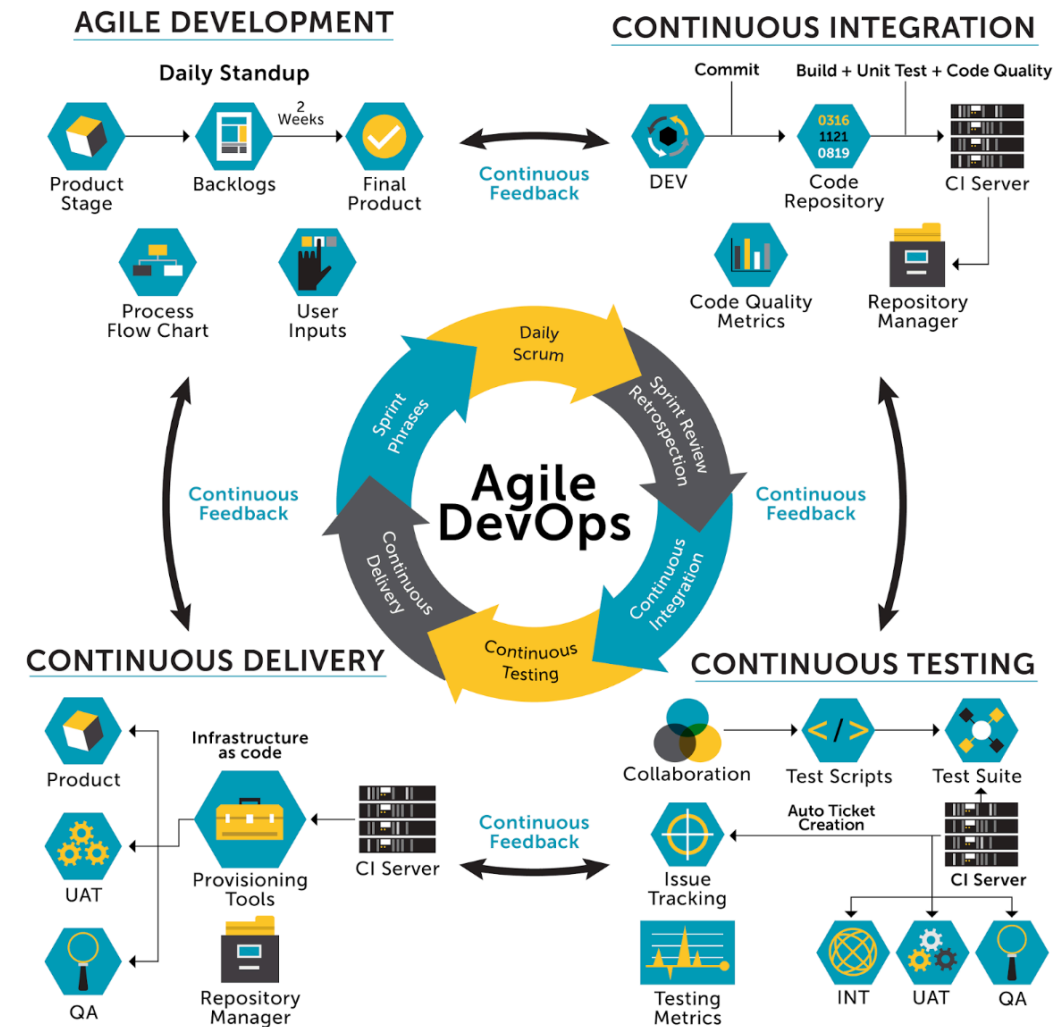 AGILE DEVELOPMENT
Daily Standup
2
Weeks
Product
Stage
Backlogs
Final
Product
Process
Flow Chart
User
Inputs
Continuous
Feedback
CONTINUOUS INTEGRATION
Commit
Build + Unit Test + Code Quality
0316
1121
0819
DEV
Code
Repository
CI Server
Code Quality
Metrics
Repository
Manager
Continuous
Feedback
Agile
DevOps
Daily
Scrum
Sprint Review
Retrospection
Continuous
Integration
Continuous
Testing
Continuous
Delivery
Sprint
Phrases
Continuous
Feedback
CONTINUOUS DELIVERY
Product
UAT
QA
Infrastructure
as code
Provisioning
Tools
CI Server
Repository
Manager
Continuous
Feedback
CONTINUOUS TESTING
Collaboration
Test Scripts
Test Suite
< / >
Auto Ticket
Creation
Issue
Tracking
CI Server
Testing
Metrics
INT
UAT
QA